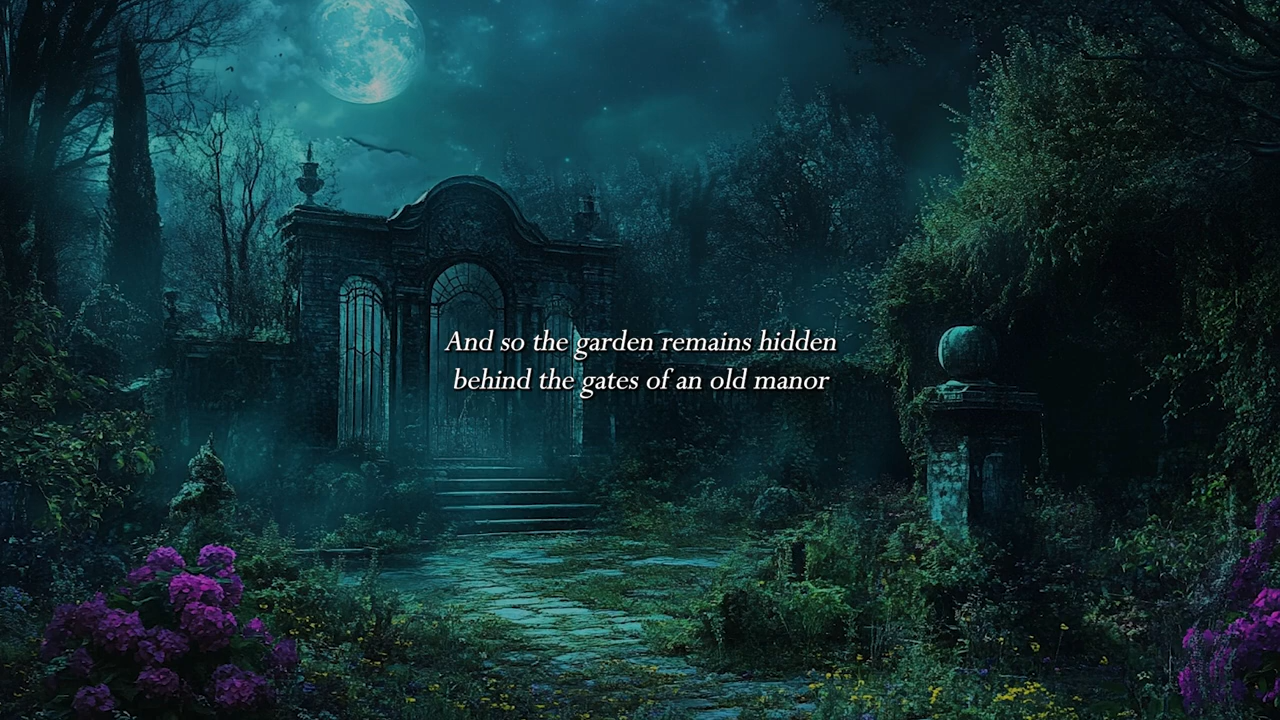 And so the garden remains hidden
behind the gates of an old manor